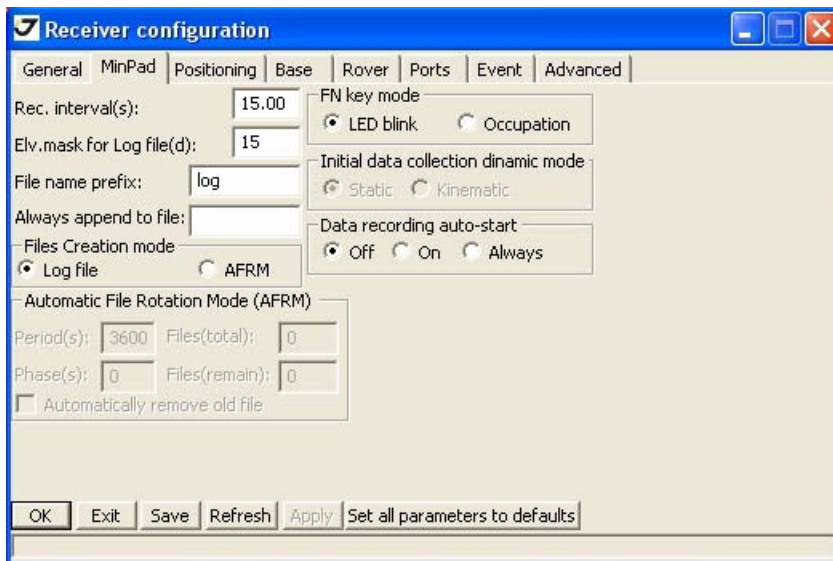 Receiver configuration
General MinPad Positioning Base Rover Ports Event Advanced
Rec. interval(s): 15.00
Elv.mask for Log file(d): 15
File name prefix: log
Always append to file:
Files Creation mode
Log file AFRM
FN key mode
LED blink Occupation
Initial data collection dinamic mode
Static Kinematic
Data recording auto-start
Off On Always
Automatic File Rotation Mode (AFRM)
Period(s): 3600 Files(total): 0
Phase(s): 0 Files(remain): 0
Automatically remove old file
OK Exit Save Refresh Apply Set all parameters to defaults